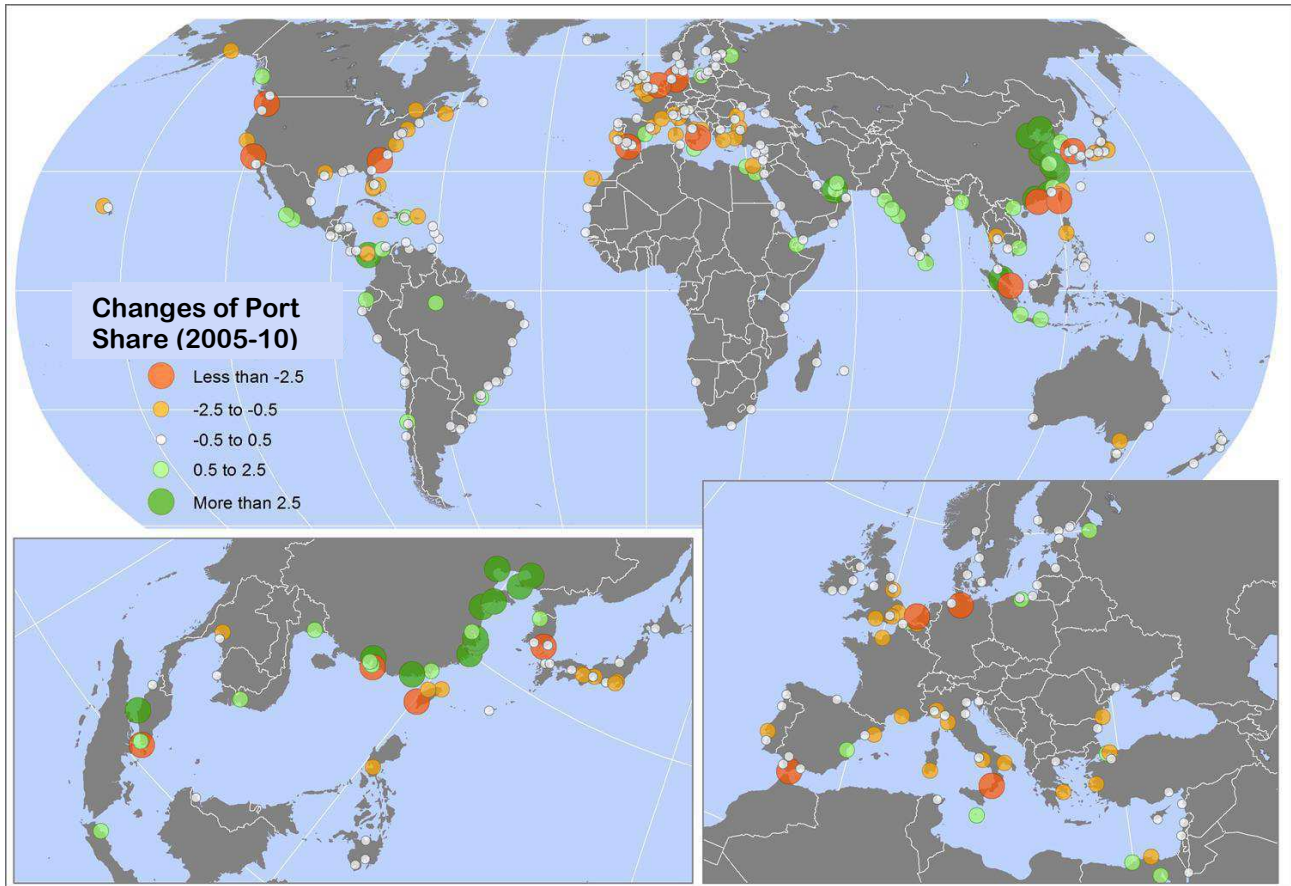 Changes of Port
Share (2005-10)
Less than -2.5
-2.5 to -0.5
-0.5 to 0.5
0.5 to 2.5
More than 2.5